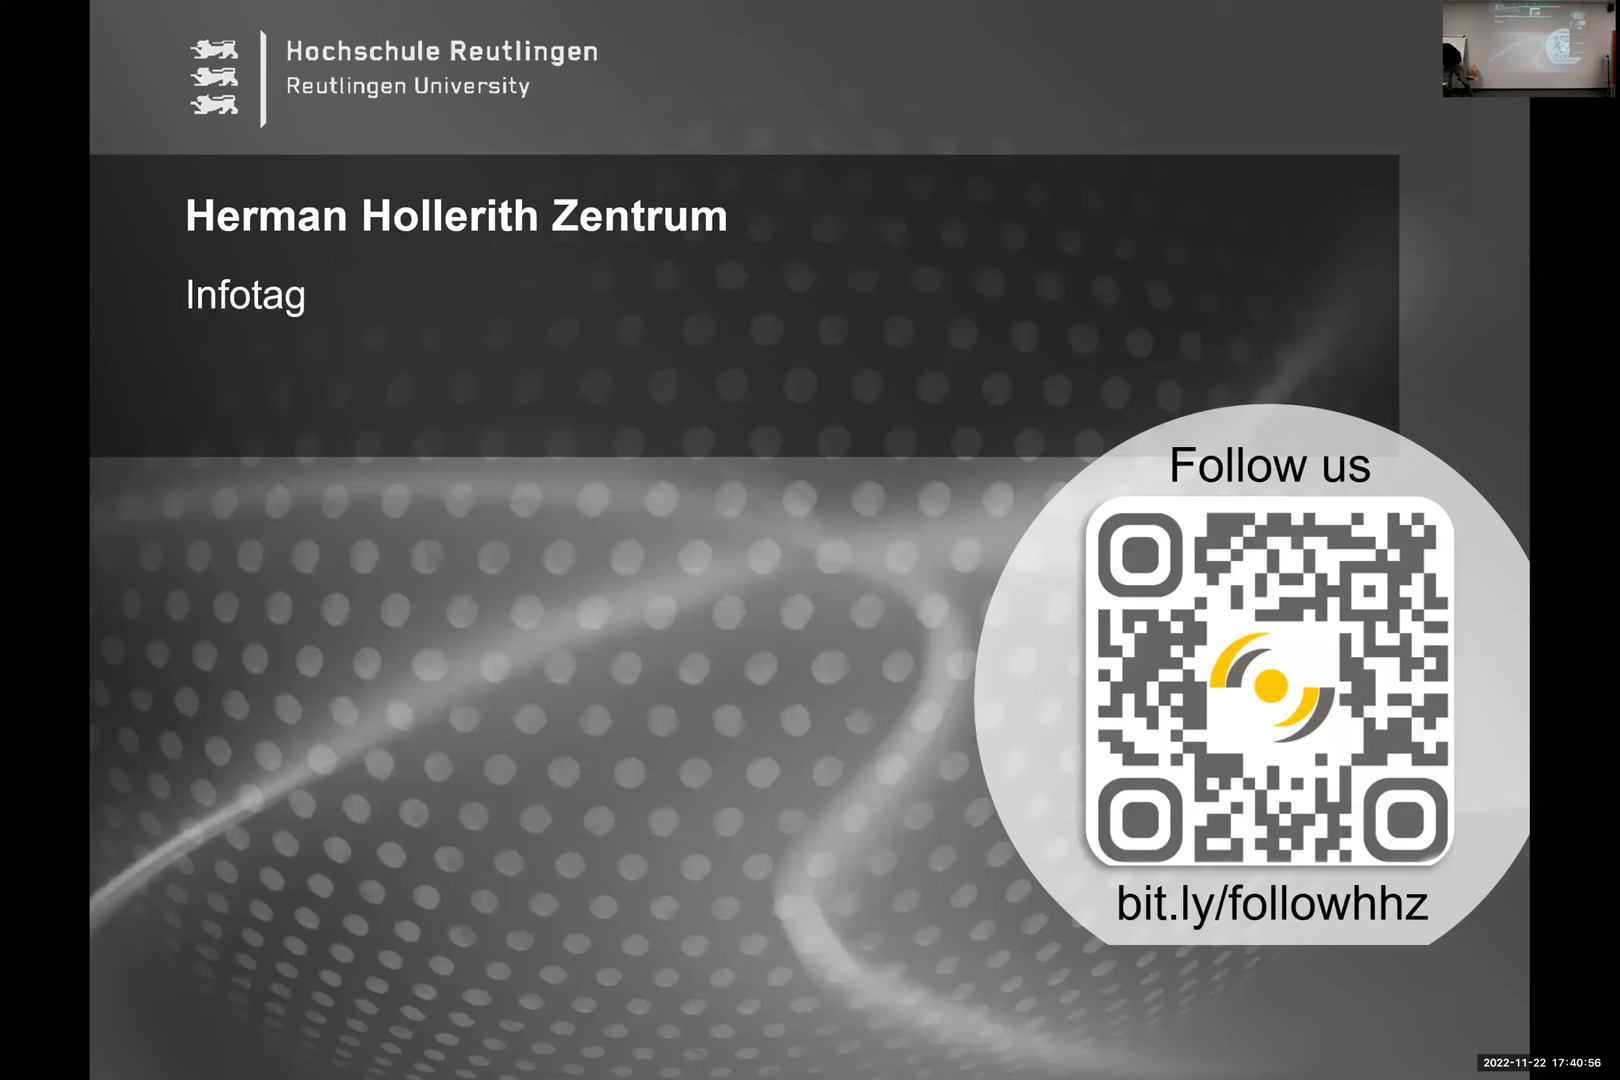 Hochschule Reutlingen
Reutlingen University
Herman Hollerith Zentrum
Infotag
Follow us
bit.ly/followhhz
2022-11-22 17:40:56